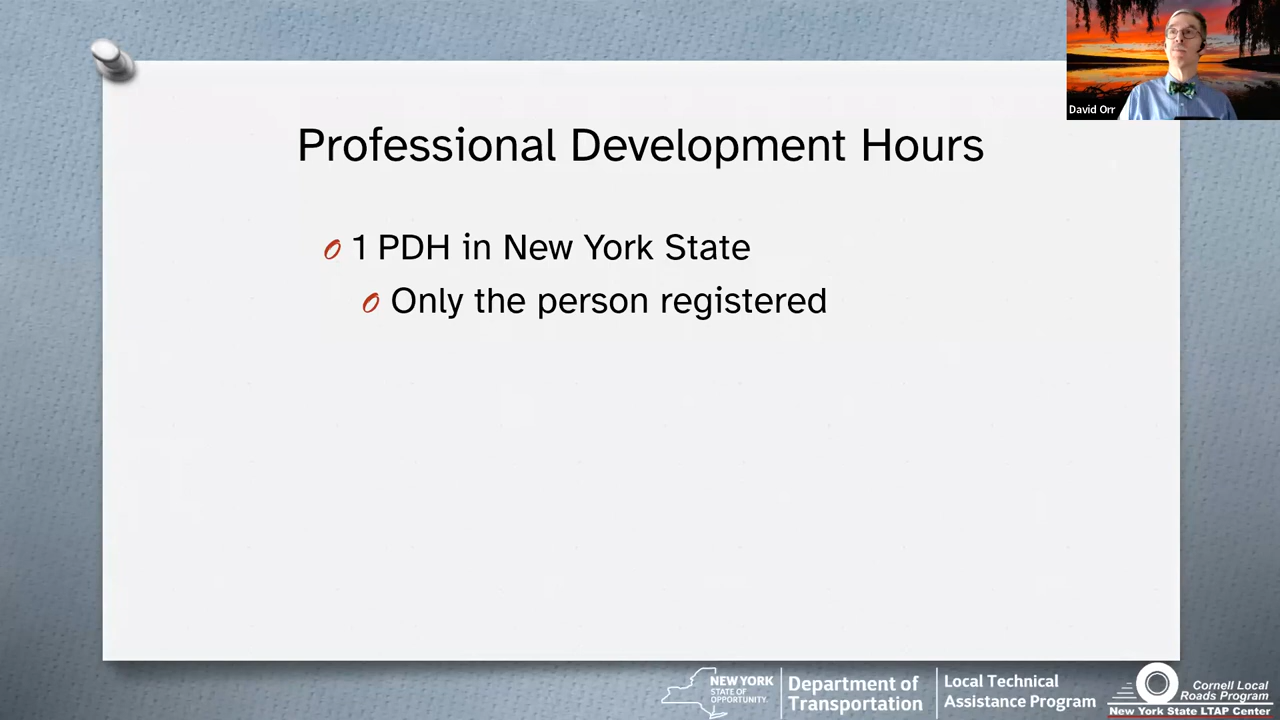 David Orr
Professional Development Hours
1 PDH in New York State
Only the person registered
NEW YORK
STATE OF
OPPORTUNITY.
Department of
Transportation
Local Technical
Assistance Program
Cornell Local
Roads Program
New York State LTAP Center